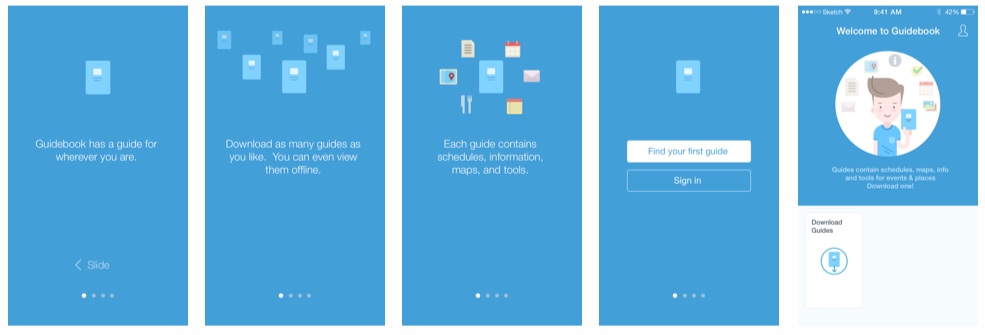 Guidebook has a guide for
wherever you are.
Slide
Download as many guides as
you like. You can even view
them offline.
Each guide contains
schedules, information,
maps, and tools.
Find your first guide
Sign in
Sketch 9:41 AM 42%
Welcome to Guidebook
Guides contain schedules, maps, info
and tools for events & places
Download one!
Download
Guides